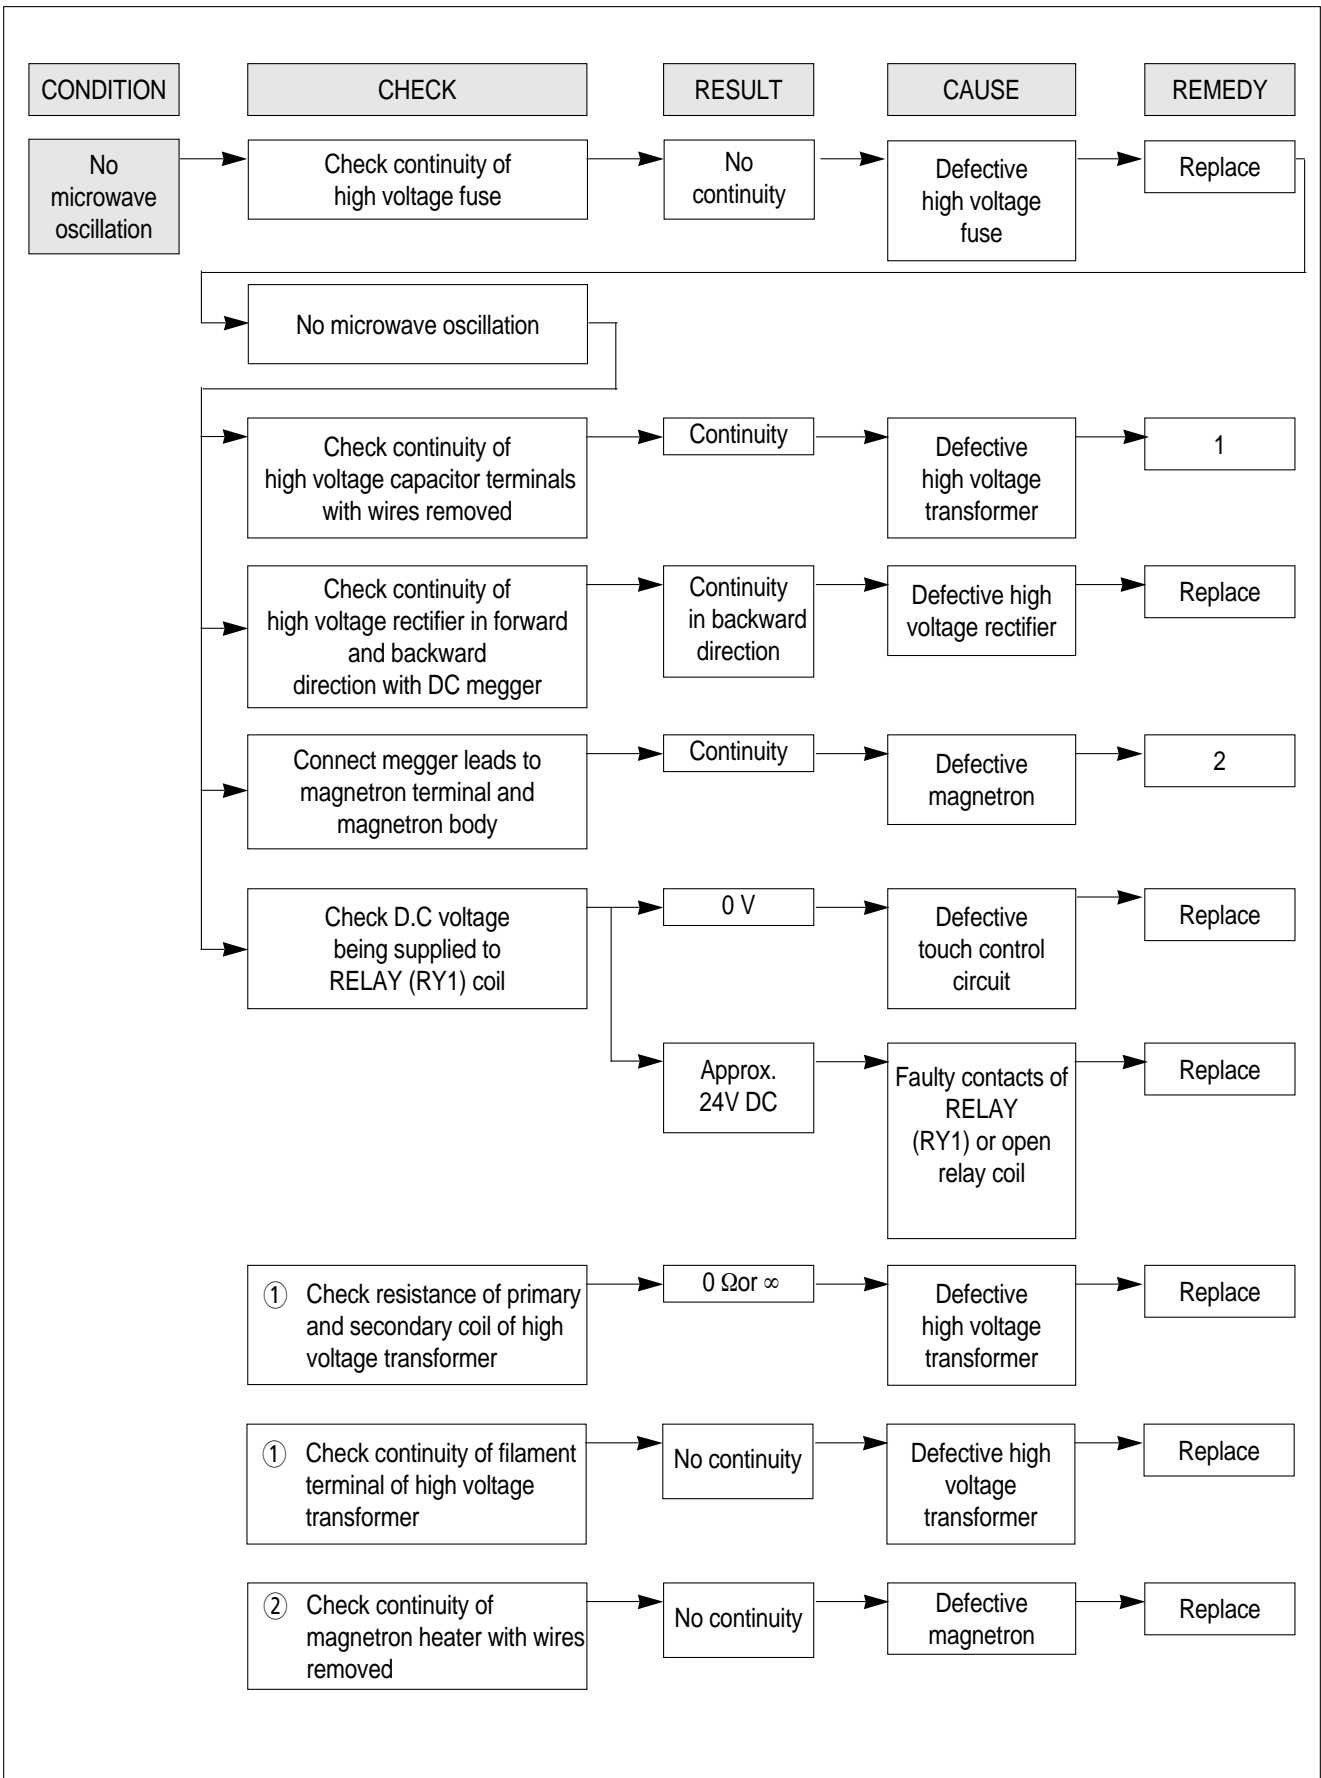 CONDITION
CHECK
RESULT
CAUSE
REMEDY
No
microwave
oscillation
Check continuity of
high voltage fuse
No
continuity
Defective
high voltage
fuse
Replace
No microwave oscillation
Check continuity of
high voltage capacitor terminals
with wires removed
Continuity
Defective
high voltage
transformer
1
Check continuity of
high voltage rectifier in forward
and backward
direction with DC megger
Continuity
in backward
direction
Defective high
voltage rectifier
Replace
Connect megger leads to
magnetron terminal and
magnetron body
Continuity
Defective
magnetron
2
Check D.C voltage
being supplied to
RELAY (RY1) coil
0 V
Defective
touch control
circuit
Replace
Approx.
24V DC
Faulty contacts of
RELAY
(RY1) or open
relay coil
Replace
① Check resistance of primary
and secondary coil of high
voltage transformer
0 Ωor ∞
Defective
high voltage
transformer
Replace
① Check continuity of filament
terminal of high voltage
transformer
No continuity
Defective high
voltage
transformer
Replace
② Check continuity of
magnetron heater with wires
removed
No continuity
Defective
magnetron
Replace